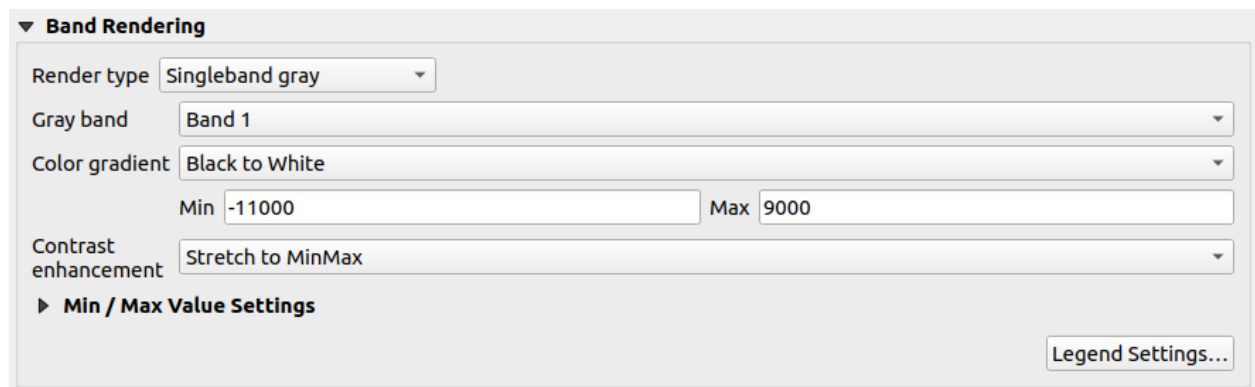 Band Rendering
Render type Singleband gray
Gray band Band 1
Color gradient Black to White
Min -11000 Max 9000
Contrast
enhancement Stretch to MinMax
Min / Max Value Settings
Legend Settings...